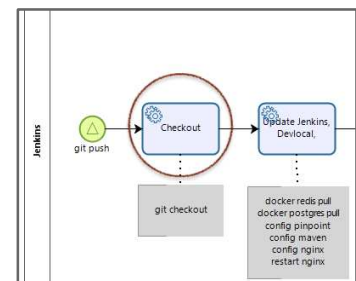 Jenkins
git push
Checkout
git checkout
Update Jenkins,
Devlocal,
docker redis pull
docker postgres pull
config pinpoint
config maven
config nginx
restart nginx